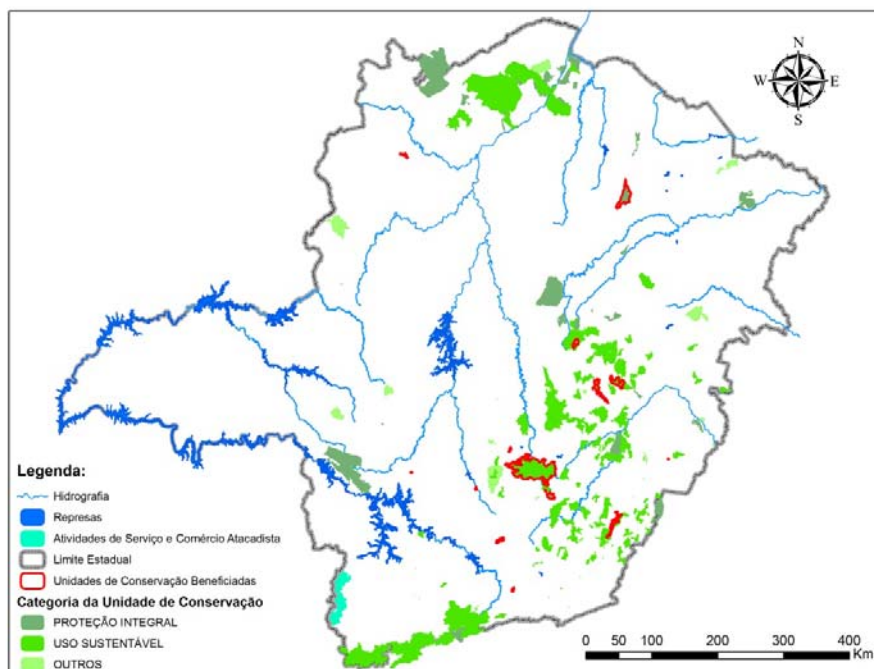 N
W E
S
Legenda:
Hidrografia
Represas
Atividades de Serviço e Comércio Atacadista
Limite Estadual
Unidades de Conservação Beneficiadas
Categoria da Unidade de Conservação
PROTEÇÃO INTEGRAL
USO SUSTENTÁVEL
OUTROS
0 50 100 200 300 400
Km